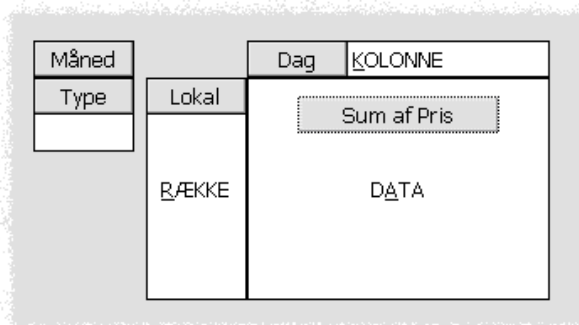 Måned
Dag
KOLONNE
Type
Lokal
Sum af Pris
RÆKKE
DATA